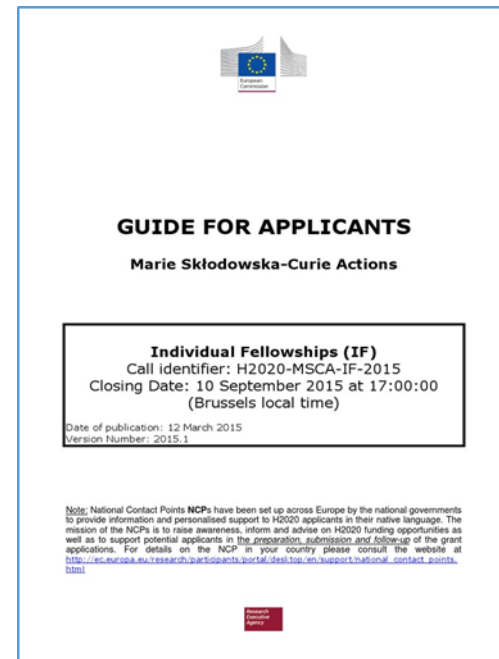 European
Commission
GUIDE FOR APPLICANTS
Marie Skłodowska-Curie Actions
Individual Fellowships (IF)
Call identifier: H2020-MSCA-IF-2015
Closing Date: 10 September 2015 at 17:00:00
(Brussels local time)
Date of publication: 12 March 2015
Version Number: 2015.1
Note: National Contact Points NCPs have been set up across Europe by the national governments
to provide information and personalised support to H2020 applicants in their native language. The
mission of the NCPs is to raise awareness, inform and advise on H2020 funding opportunities as
well as to support potential applicants in the preparation, submission and follow-up of the grant
applications. For details on the NCP in your country please consult the website at
http://ec.europa.eu/research/participants/portal/desktop/en/support/national_contact_points.
html
Research
Executive
Agency